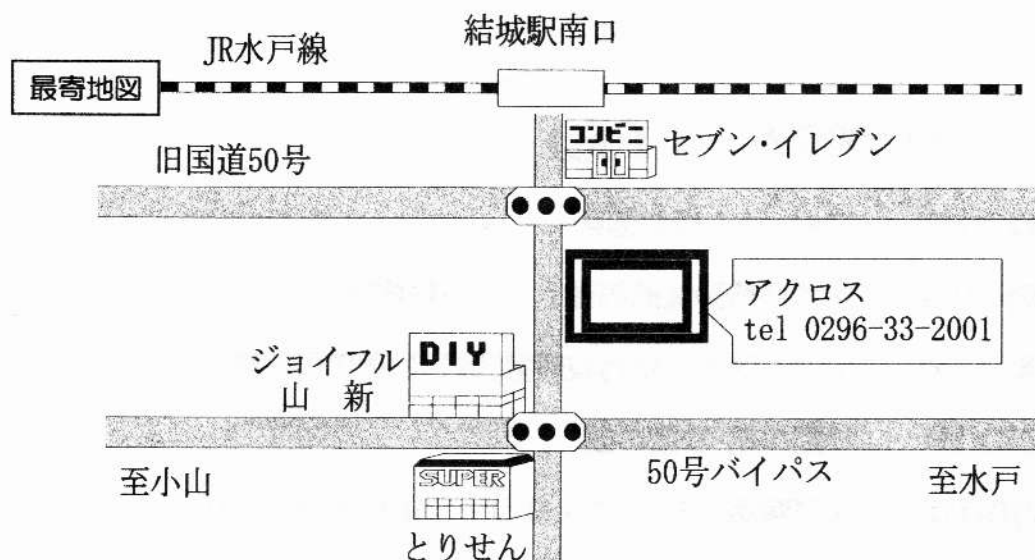 結城駅南口
JR水戸線
最寄地図
コンビニ
セブン・イレブン
旧国道50号
アクロス
tel 0296-33-2001
DIY
ジョイフル
山 新
50号バイパス
至小山
至水戸
SUPER
とりせん